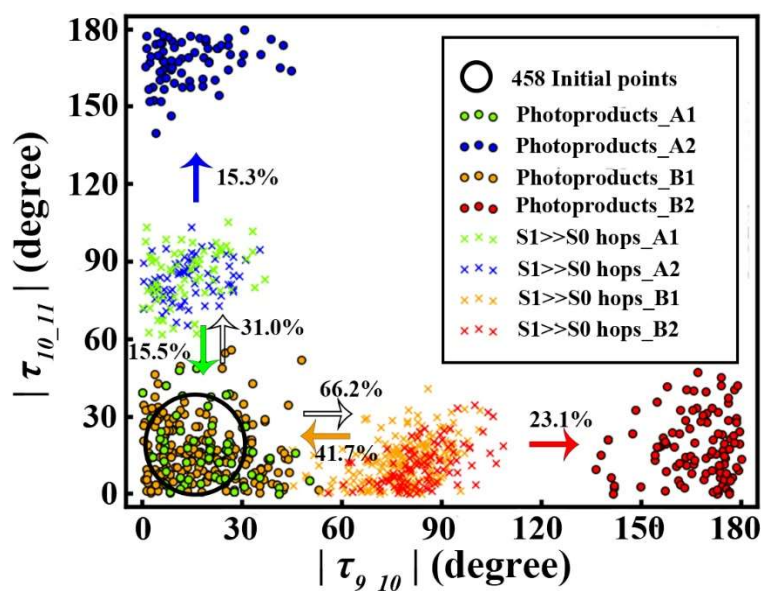 180
150
120
90
60
30
0
| τ10_11 | (degree)
458 Initial points
Photoproducts_A1
Photoproducts_A2
Photoproducts_B1
Photoproducts_B2
S1>>S0 hops_A1
S1>>S0 hops_A2
S1>>S0 hops_B1
S1>>S0 hops_B2
15.3%
31.0%
15.5%
66.2%
41.7%
23.1%
0 30 60 90 120 150 180
| τ9_10 | (degree)